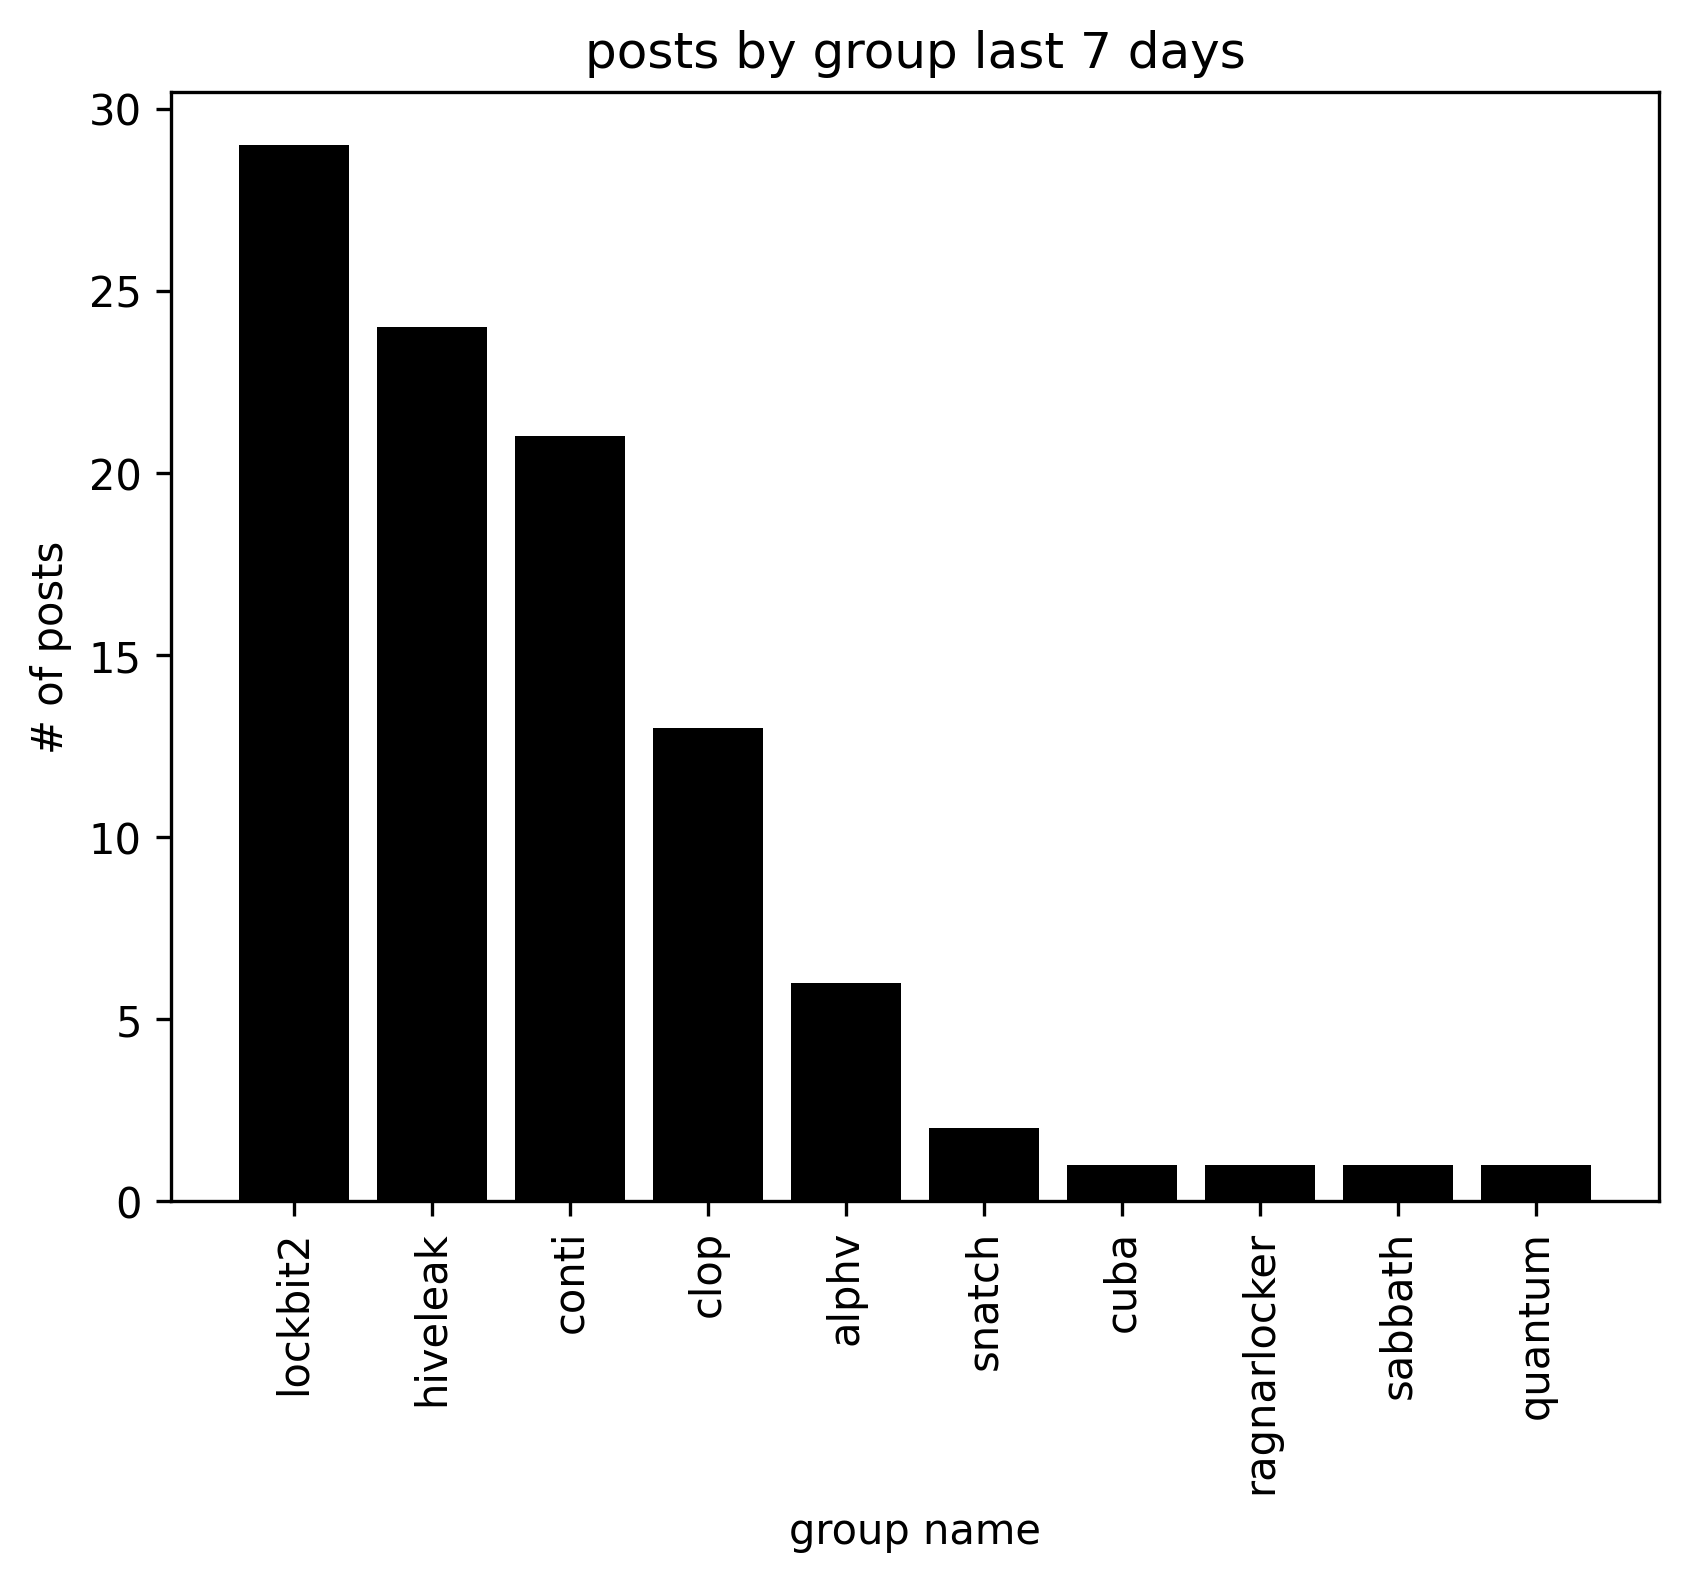 posts by group last 7 days
30
25
20
15
10
5
0
# of posts
lockbit2
hiveleak
conti
clop
alphv
snatch
cuba
ragnarlocker
sabbath
quantum
group name